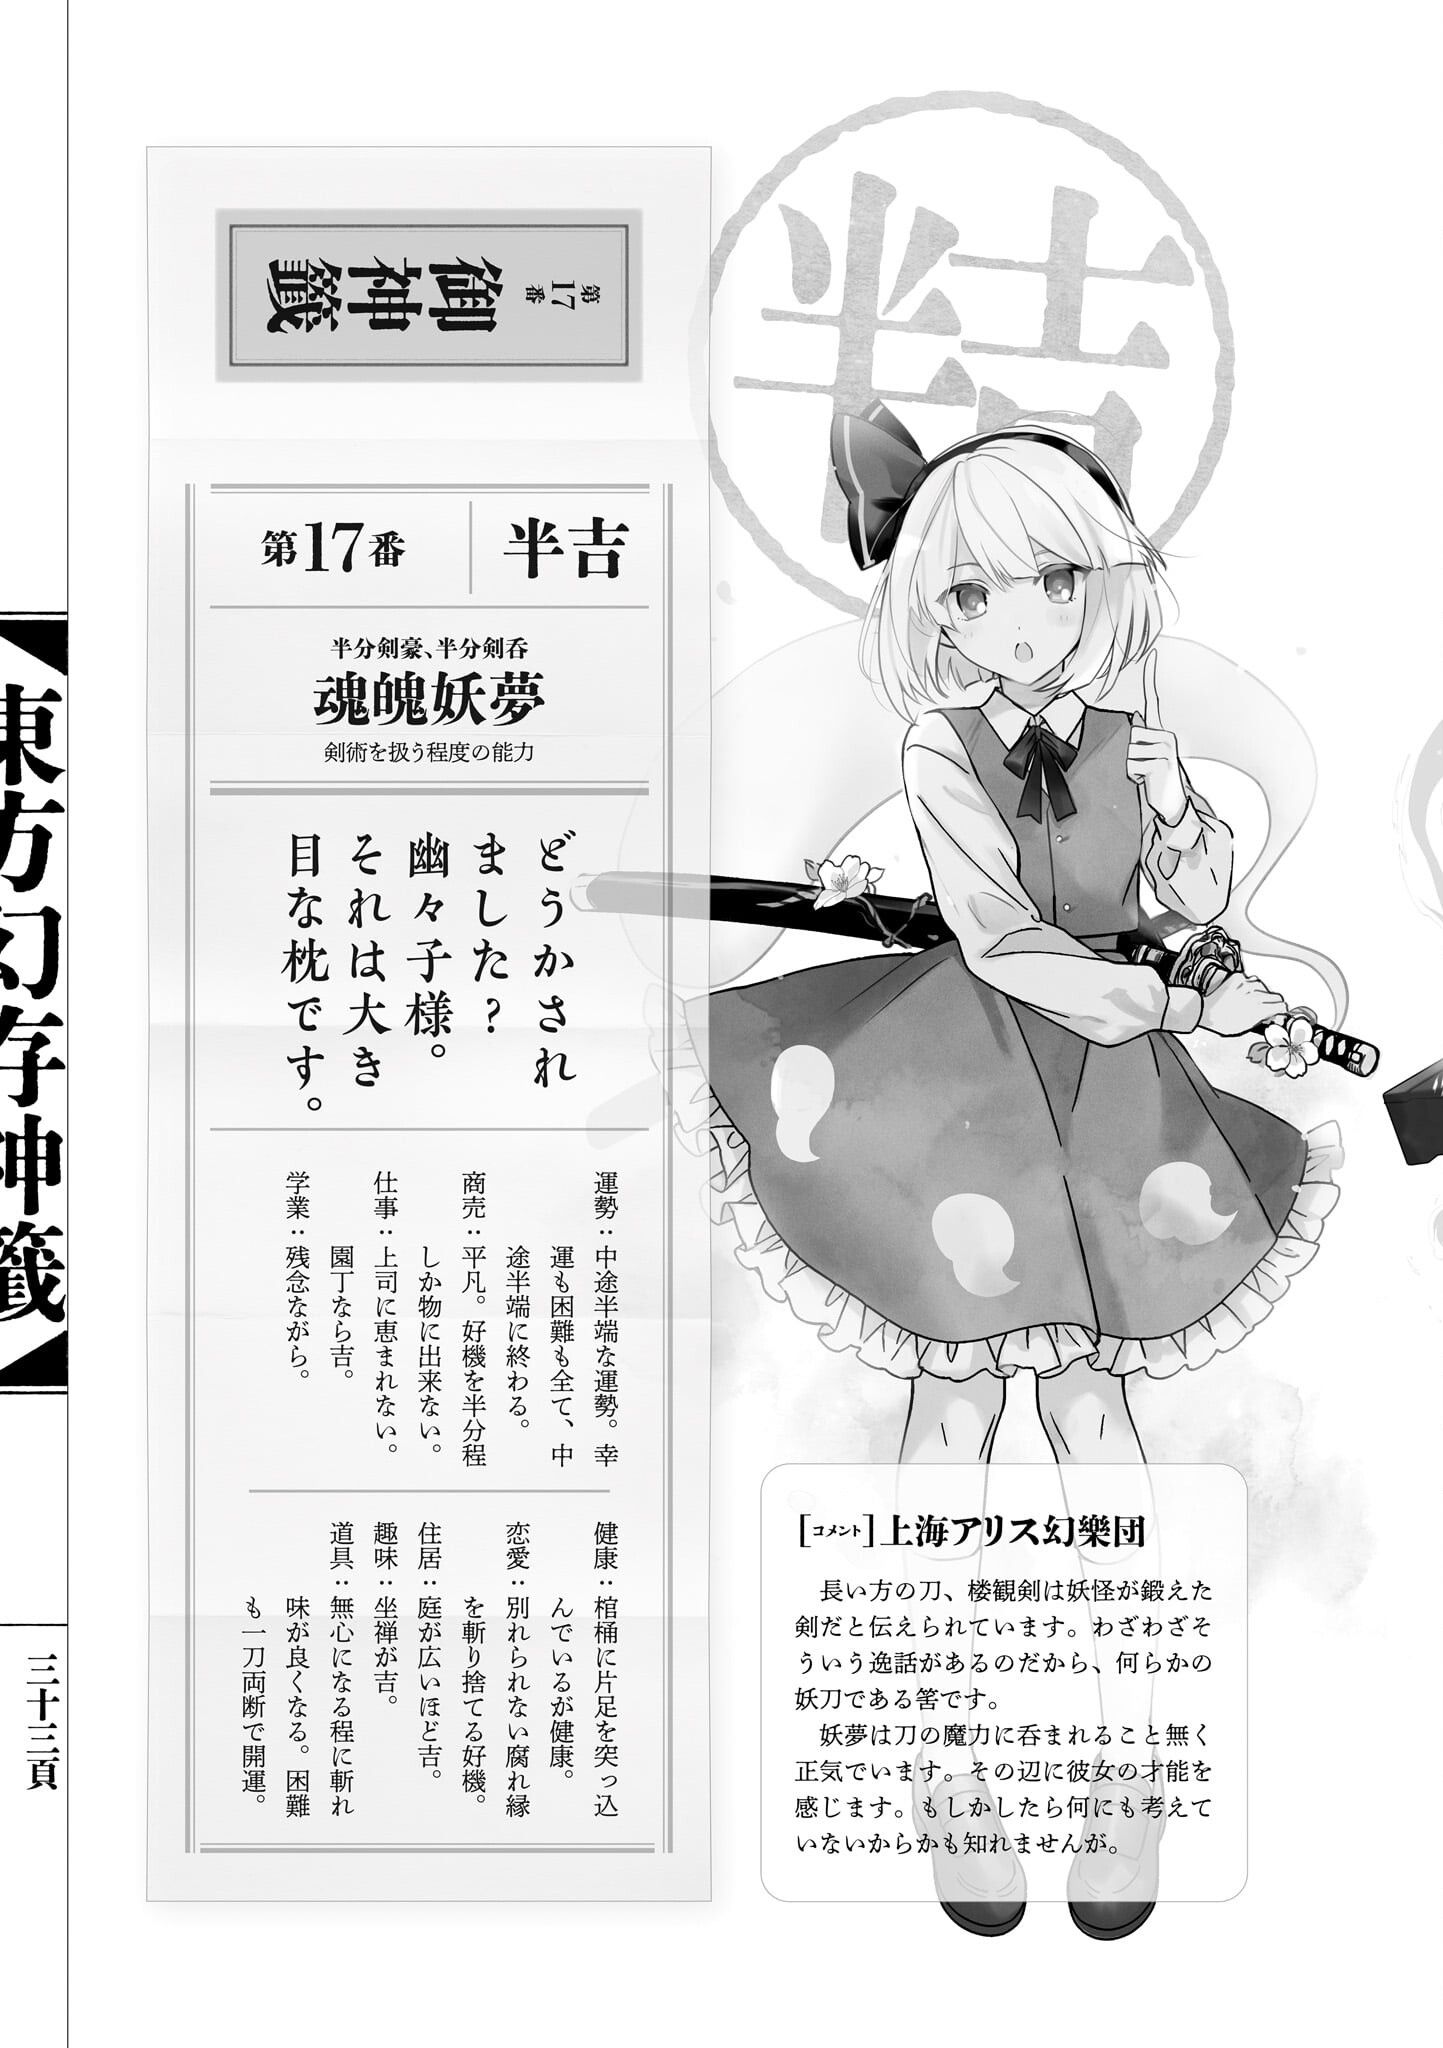 半吉
御神籤
第17番
半吉
第17番
半分剣豪、半分剣呑
魂魄妖夢
剣術を扱う程度の能力
どうかされ
ました?
幽々子様。
それは大き
目な枕です。
運勢:中途半端な運勢。幸
運も困難も全て、中
途半端に終わる。
商売:平凡。好機を半分程
しか物に出来ない。
仕事:上司に恵まれない。
園丁なら吉。
学業:残念ながら。
健康:棺桶に片足を突っ込
んでいるが健康。
恋愛:別れられない腐れ縁
を斬り捨てる好機。
住居:庭が広いほど吉。
趣味:坐禅が吉。
道具:無心になる程に斬れ
味が良くなる。困難
も一刀両断で開運。
[コメント]上海アリス幻樂団
長い方の刀、楼観剣は妖怪が鍛えた
剣だと伝えられています。わざわざそ
ういう逸話があるのだから、何らかの
妖刀である筈です。
妖夢は刀の魔力に呑まれること無く
正気でいます。その辺に彼女の才能を
感じます。もしかしたら何にも考えて
いないからかも知れませんが。
東方幻存神籤
三十三頁